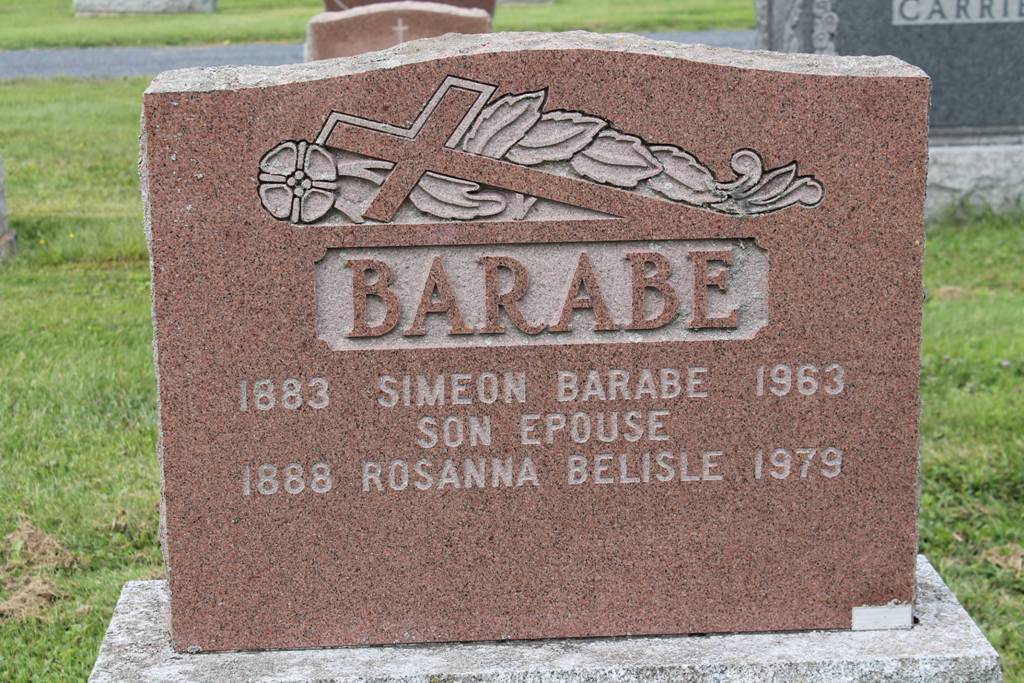 CARRIE
BARABE
1883 SIMEON BARABE 1963
SON EPOUSE
1888 ROSANNA BELISLE 1979